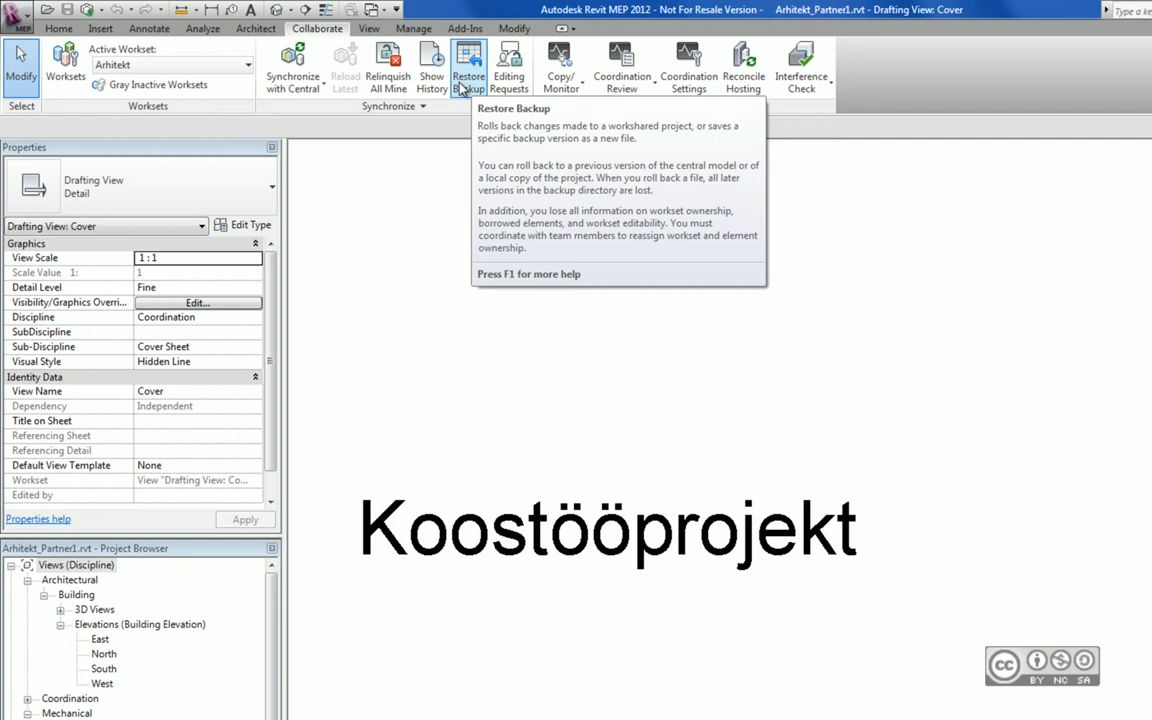 Autodesk Revit MEP 2012 - Not For Resale Version - Arhitekt_Partner1.rvt - Drafting View: Cover
Type a ke
MEP
Home Insert Annotate Analyze Architect Collaborate View Manage Add-Ins Modify
Modify
Worksets
Active Workset:
Arhitekt
Gray Inactive Worksets
Synchronize with Central
Reload Latest
Relinquish All Mine
Show History
Restore Backup
Editing Requests
Copy/ Monitor
Coordination Review
Coordination Settings
Reconcile Hosting
Interference Check
Select Worksets Synchronize
Restore Backup
Rolls back changes made to a workshared project, or saves a
specific backup version as a new file.
You can roll back to a previous version of the central model or of
a local copy of the project. When you roll back a file, all later
versions in the backup directory are lost.
In addition, you lose all information on workset ownership,
borrowed elements, and workset editability. You must
coordinate with team members to reassign workset and element
ownership.
Press F1 for more help
Properties
Drafting View
Detail
Drafting View: Cover Edit Type
Graphics
View Scale 1 : 1
Scale Value 1: 1
Detail Level Fine
Visibility/Graphics Overri... Edit...
Discipline Coordination
SubDiscipline
Sub-Discipline Cover Sheet
Visual Style Hidden Line
Identity Data
View Name Cover
Dependency Independent
Title on Sheet
Referencing Sheet
Referencing Detail
Default View Template None
Workset View "Drafting View: Co...
Edited by
Properties help Apply
Arhitekt_Partner1.rvt - Project Browser
Views (Discipline)
Architectural
Building
3D Views
Elevations (Building Elevation)
East
North
South
West
Coordination
Mechanical
Koostööprojekt
cc
BY NC SA